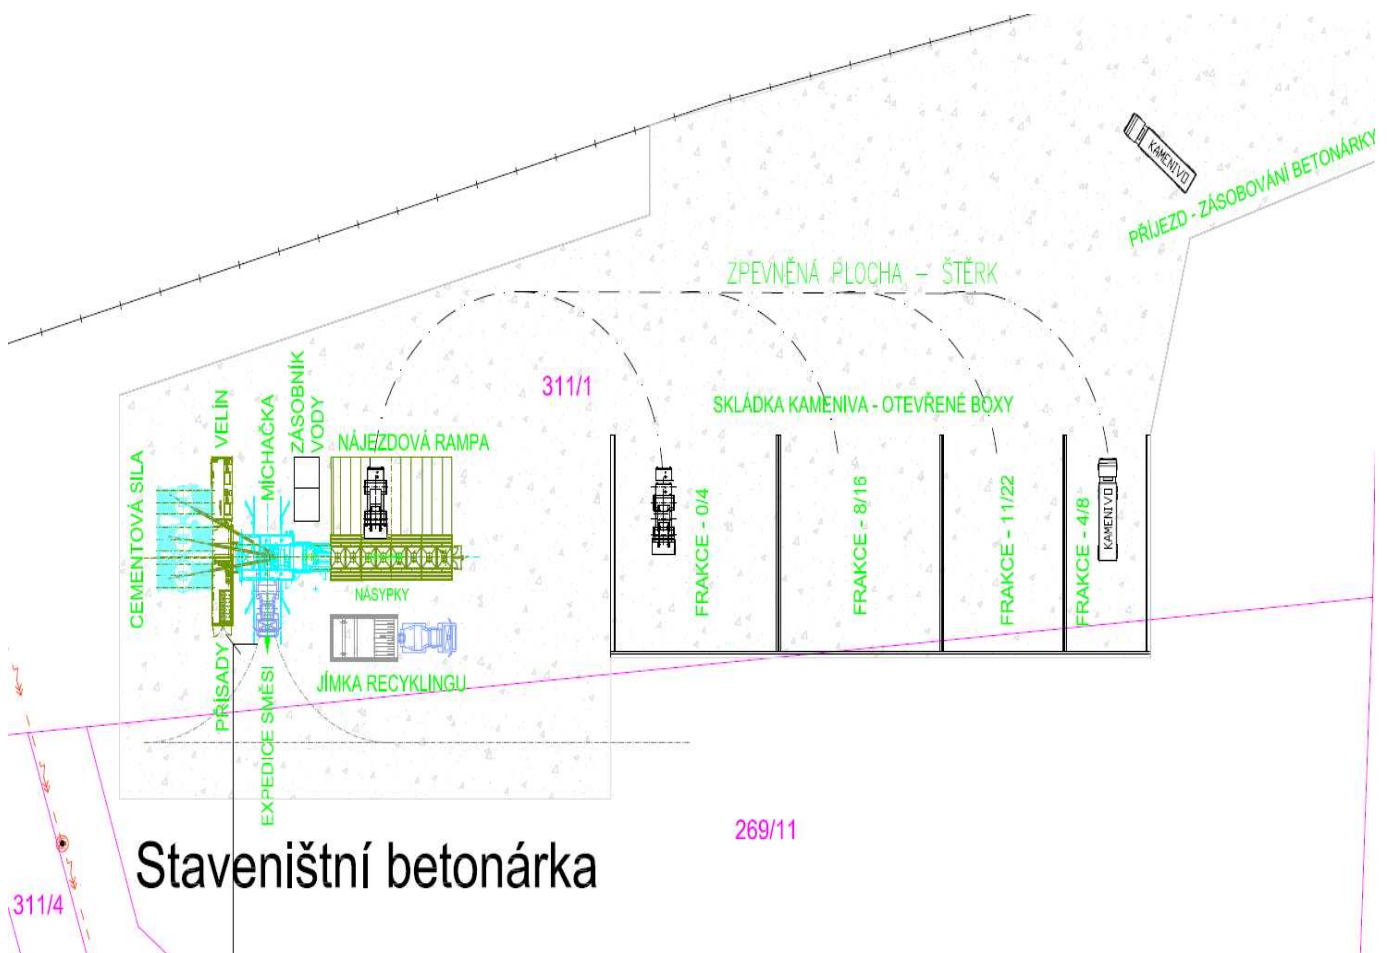 KAMENIVO
PŘÍJEZD - ZÁSOBOVÁNÍ BETONÁRKY
ZPEVNĚNÁ PLOCHA – ŠTĚRK
311/1
SKLÁDKA KAMENIVA - OTEVŘENÉ BOXY
CEMENTOVÁ SILA
VELÍN
MÍCHAČKA
ZÁSOBNÍK
VODY
NÁJEZDOVÁ RAMPA
FRAKCE - 0/4
FRAKCE - 8/16
FRAKCE - 11/22
FRAKCE - 4/8
KAMENIVO
NÁSYPKY
PŘÍSADY
EXPEDICE SMĚSI
JÍMKA RECYKLINGU
269/11
Staveništní betonárka
311/4